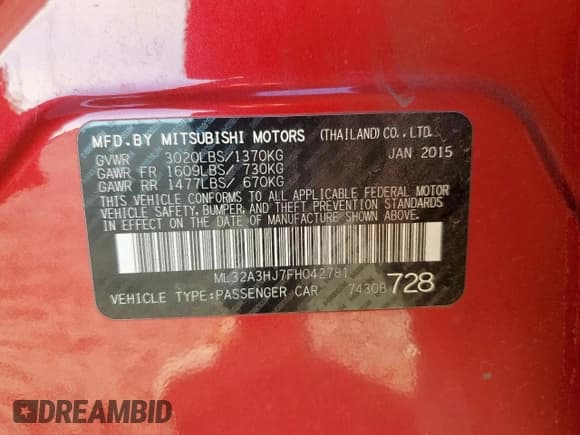 MFD.BY MITSUBISHI MOTORS (THAILAND) CO., LTD.
GVWR 3020LBS/1370KG JAN 2015
GAWR FR 1609LBS/ 730KG
GAWR RR 1477LBS/ 670KG
THIS VEHICLE CONFORMS TO ALL APPLICABLE FEDERAL MOTOR
VEHICLE SAFETY, BUMPER, AND THEFT PREVENTION STANDARDS
IN EFFECT ON THE DATE OF MANUFACTURE SHOWN ABOVE.
ML32A3HJ7FH042781
VEHICLE TYPE:PASSENGER CAR 7430B 728
DREAMBID